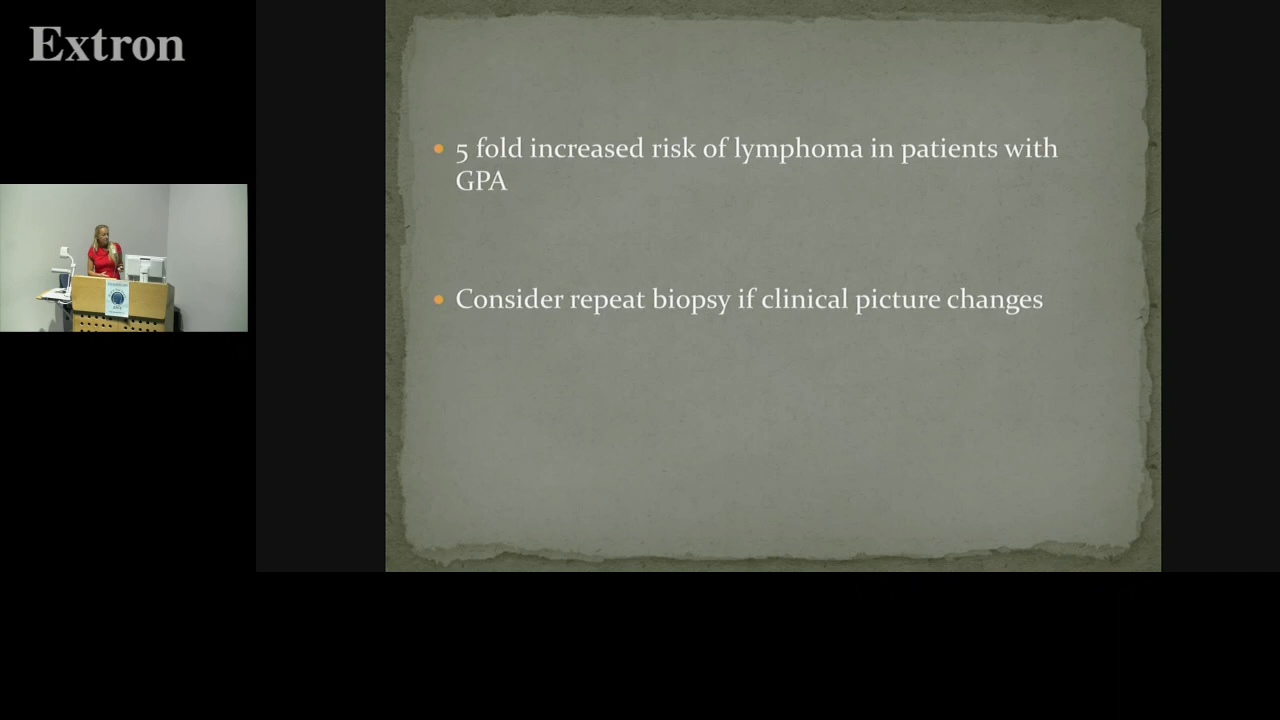 Extron
• 5 fold increased risk of lymphoma in patients with
GPA
• Consider repeat biopsy if clinical picture changes